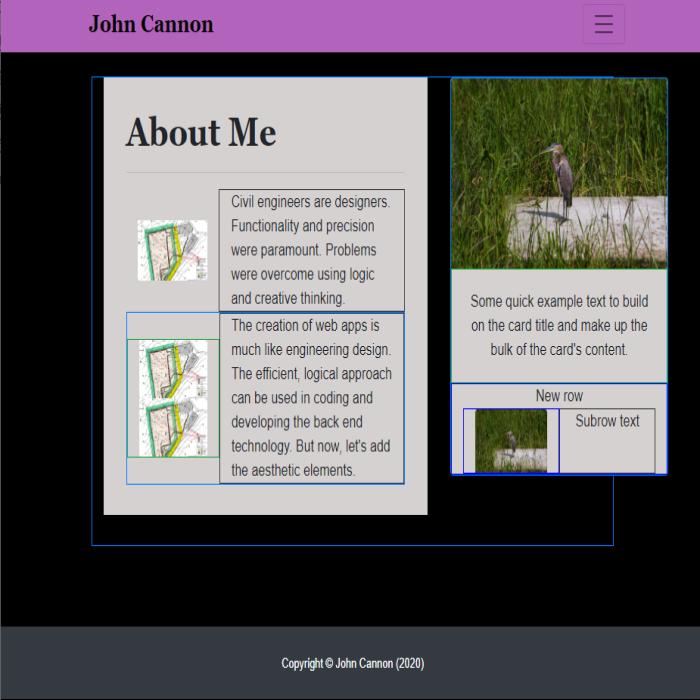 John Cannon
About Me
Civil engineers are designers.
Functionality and precision
were paramount. Problems
were overcome using logic
and creative thinking.
The creation of web apps is
much like engineering design.
The efficient, logical approach
can be used in coding and
developing the back end
technology. But now, let's add
the aesthetic elements.
Some quick example text to build
on the card title and make up the
bulk of the card's content.
New row
Subrow text
Copyright © John Cannon (2020)